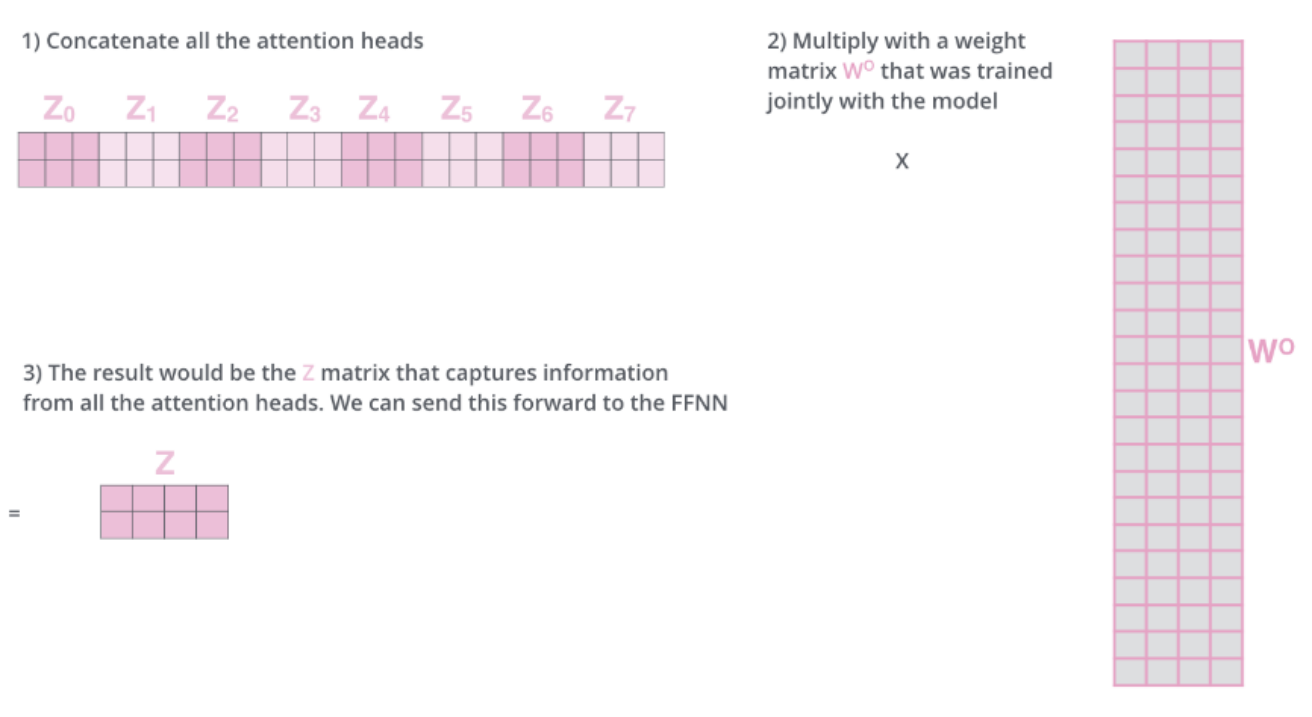 1) Concatenate all the attention heads
Z0 Z1 Z2 Z3 Z4 Z5 Z6 Z7
2) Multiply with a weight
matrix WO that was trained
jointly with the model
X
WO
3) The result would be the Z matrix that captures information
from all the attention heads. We can send this forward to the FFNN
Z
=